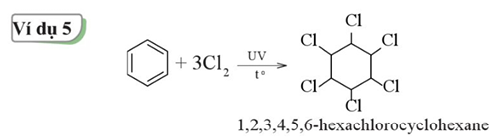 Ví dụ 5
+ 3Cl₂
UV
t°
Cl
Cl Cl
Cl Cl
Cl
1,2,3,4,5,6-hexachlorocyclohexane